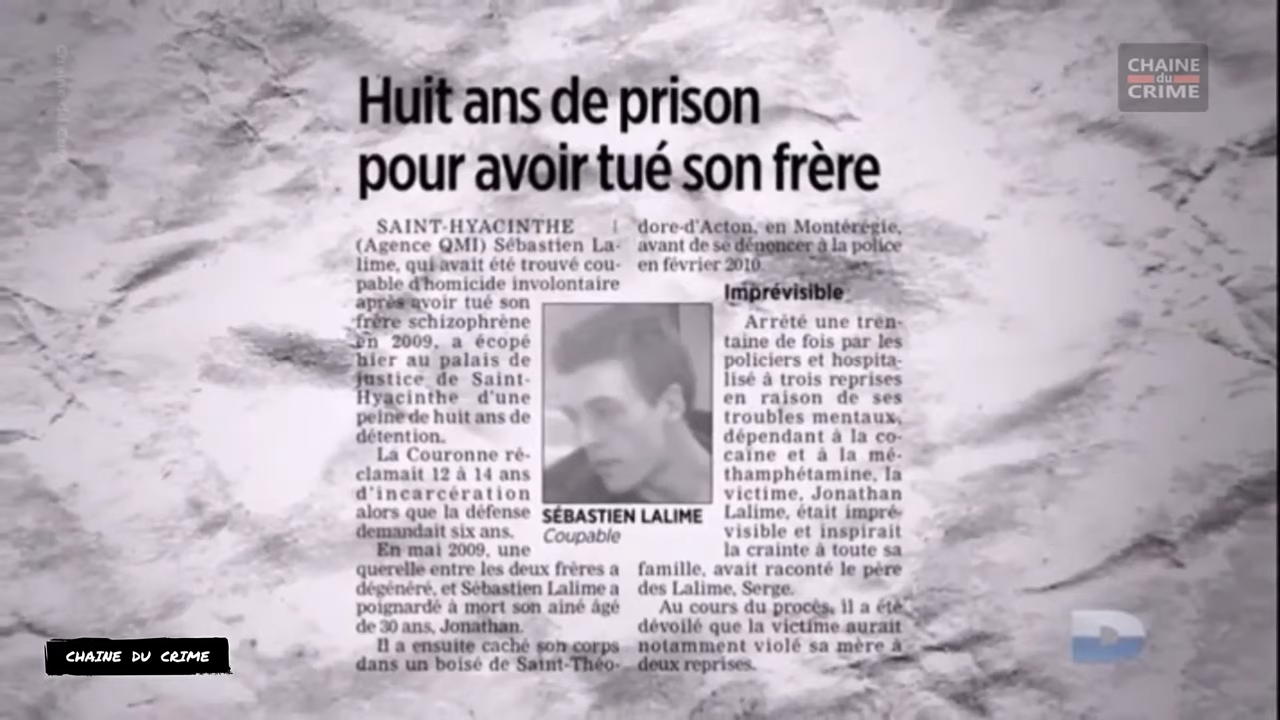 CHAINE
du
CRIME
Huit ans de prison
pour avoir tué son frère
SAINT-HYACINTHE |
(Agence QMI) Sébastien La-
lime, qui avait été trouvé cou-
pable d'homicide involontaire
après avoir tué son
frère schizophrène
en 2009, a écopé
hier au palais de
justice de Saint-
Hyacinthe d'une
peine de huit ans de
détention.
La Couronne ré-
clamait 12 à 14 ans
d'incarcération
alors que la défense
demandait six ans.
En mai 2009, une
querelle entre les deux frères a
dégénéré, et Sébastien Lalime a
poignardé à mort son aîné âgé
de 30 ans, Jonathan.
Il a ensuite caché son corps
dans un boisé de Saint-Théo-
SÉBASTIEN LALIME
Coupable
dore-d'Acton, en Montérégie,
avant de se dénoncer à la police
en février 2010.
Imprévisible
Arrêté une tren-
taine de fois par les
policiers et hospita-
lisé à trois reprises
en raison de ses
troubles mentaux,
dépendant à la co-
caïne et à la mé-
thamphétamine, la
victime, Jonathan
Lalime, était impré-
visible et inspirait
la crainte à toute sa
famille, avait raconté le père
des Lalime, Serge.
Au cours du procès, il a été
dévoilé que la victime aurait
notamment violé sa mère à
deux reprises.
CHAINE DU CRIME
D